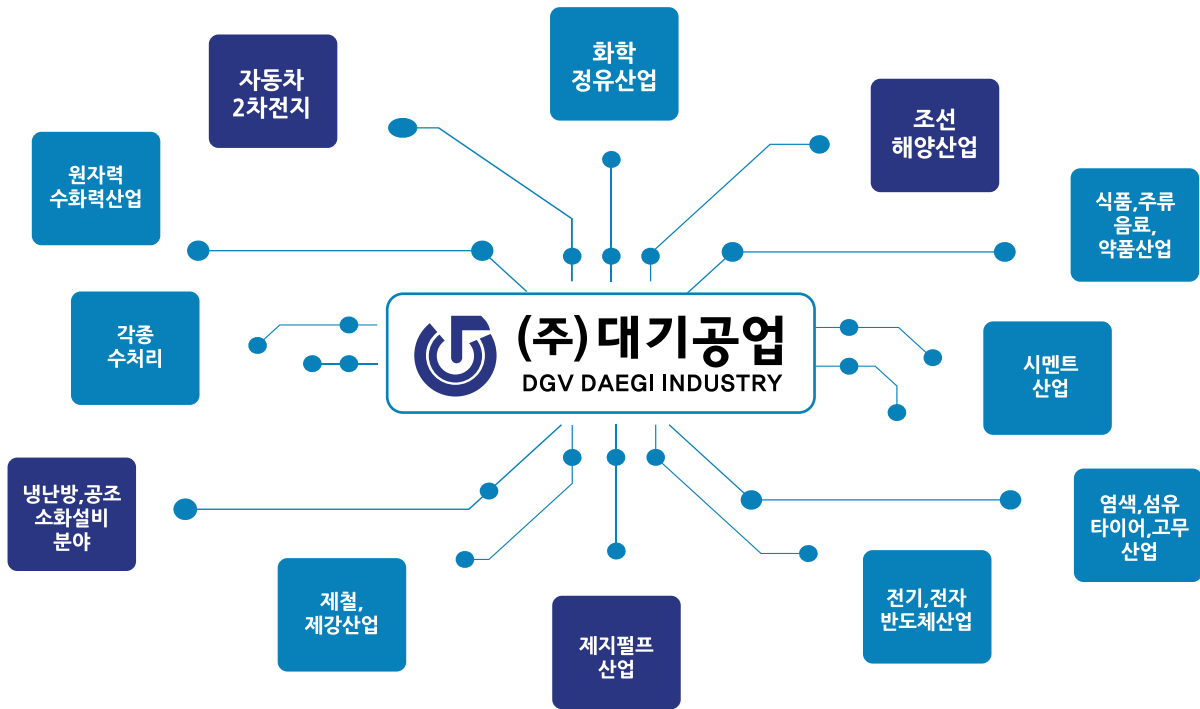 화학
정유산업
자동차
2차전지
조선
해양산업
원자력
수화력산업
식품,주류
음료,
약품산업
각종
수처리
(주)대기공업
DGV DAEGI INDUSTRY
시멘트
산업
냉난방,공조
소화설비
분야
염색,섬유
타이어,고무
산업
제철,
제강산업
전기,전자
반도체산업
제지펄프
산업